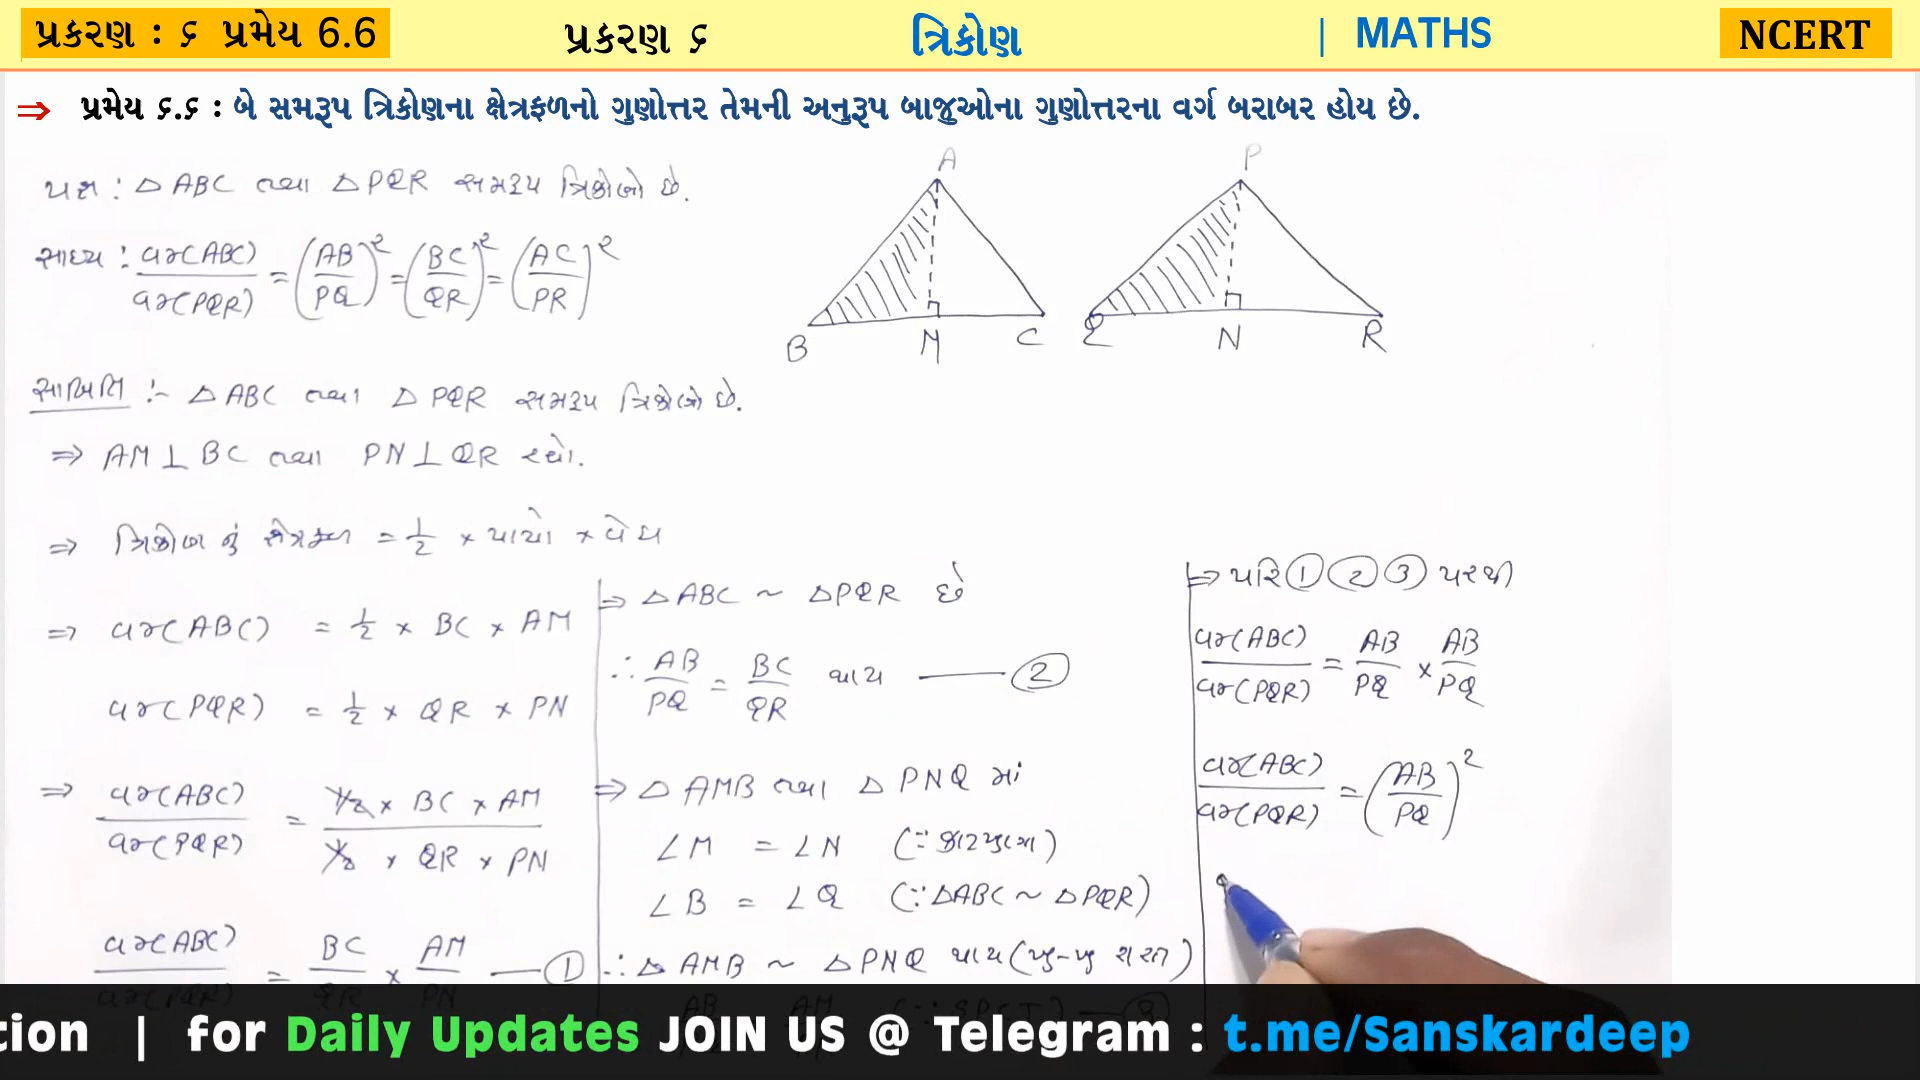 પ્રકરણ : ૬ પ્રમેય 6.6
પ્રકરણ ૬
ત્રિકોણ
| MATHS
NCERT
⇒ પ્રમેય ૬.૬ : બે સમરૂપ ત્રિકોણના ક્ષેત્રફળનો ગુણોત્તર તેમની અનુરૂપ બાજુઓના ગુણોત્તરના વર્ગ બરાબર હોય છે.
પક્ષ : △ ABC તથા △ PQR સમરૂપ ત્રિકોણો છે.
સાધ્ય : ક્ષેત્ર(ABC) / ક્ષેત્ર(PQR) = (AB/PQ)² = (BC/QR)² = (AC/PR)²
A
B M C
P
Q N R
સાબિતિ :- △ ABC તથા △ PQR સમરૂપ ત્રિકોણો છે.
⇒ AM ⊥ BC તથા PN ⊥ QR રચો.
⇒ ત્રિકોણ નું ક્ષેત્રફળ = 1/2 × પાયો × વેધ
⇒ ક્ષેત્ર(ABC) = 1/2 × BC × AM
ક્ષેત્ર(PQR) = 1/2 × QR × PN
⇒ ક્ષેત્ર(ABC) / ક્ષેત્ર(PQR) = 1/2 × BC × AM / 1/2 × QR × PN
ક્ષેત્ર(ABC) / ક્ષેત્ર(PQR) = BC/QR × AM/PN — ①
⇒ △ ABC ~ △PQR છે
∴ AB/PQ = BC/QR થાય — ②
⇒ △ AMB તથા △ PNQ માં
∠M = ∠N (∵ કાટખુણા)
∠B = ∠Q (∵ △ABC ~ △PQR)
∴ △ AMB ~ △ PNQ થાય (ખુ-ખુ શરત)
⇒ પરિ ① ② ③ પરથી
ક્ષેત્ર(ABC) / ક્ષેત્ર(PQR) = AB/PQ × AB/PQ
ક્ષેત્ર(ABC) / ક્ષેત્ર(PQR) = (AB/PQ)²
tion | for Daily Updates JOIN US @ Telegram : t.me/Sanskardeep